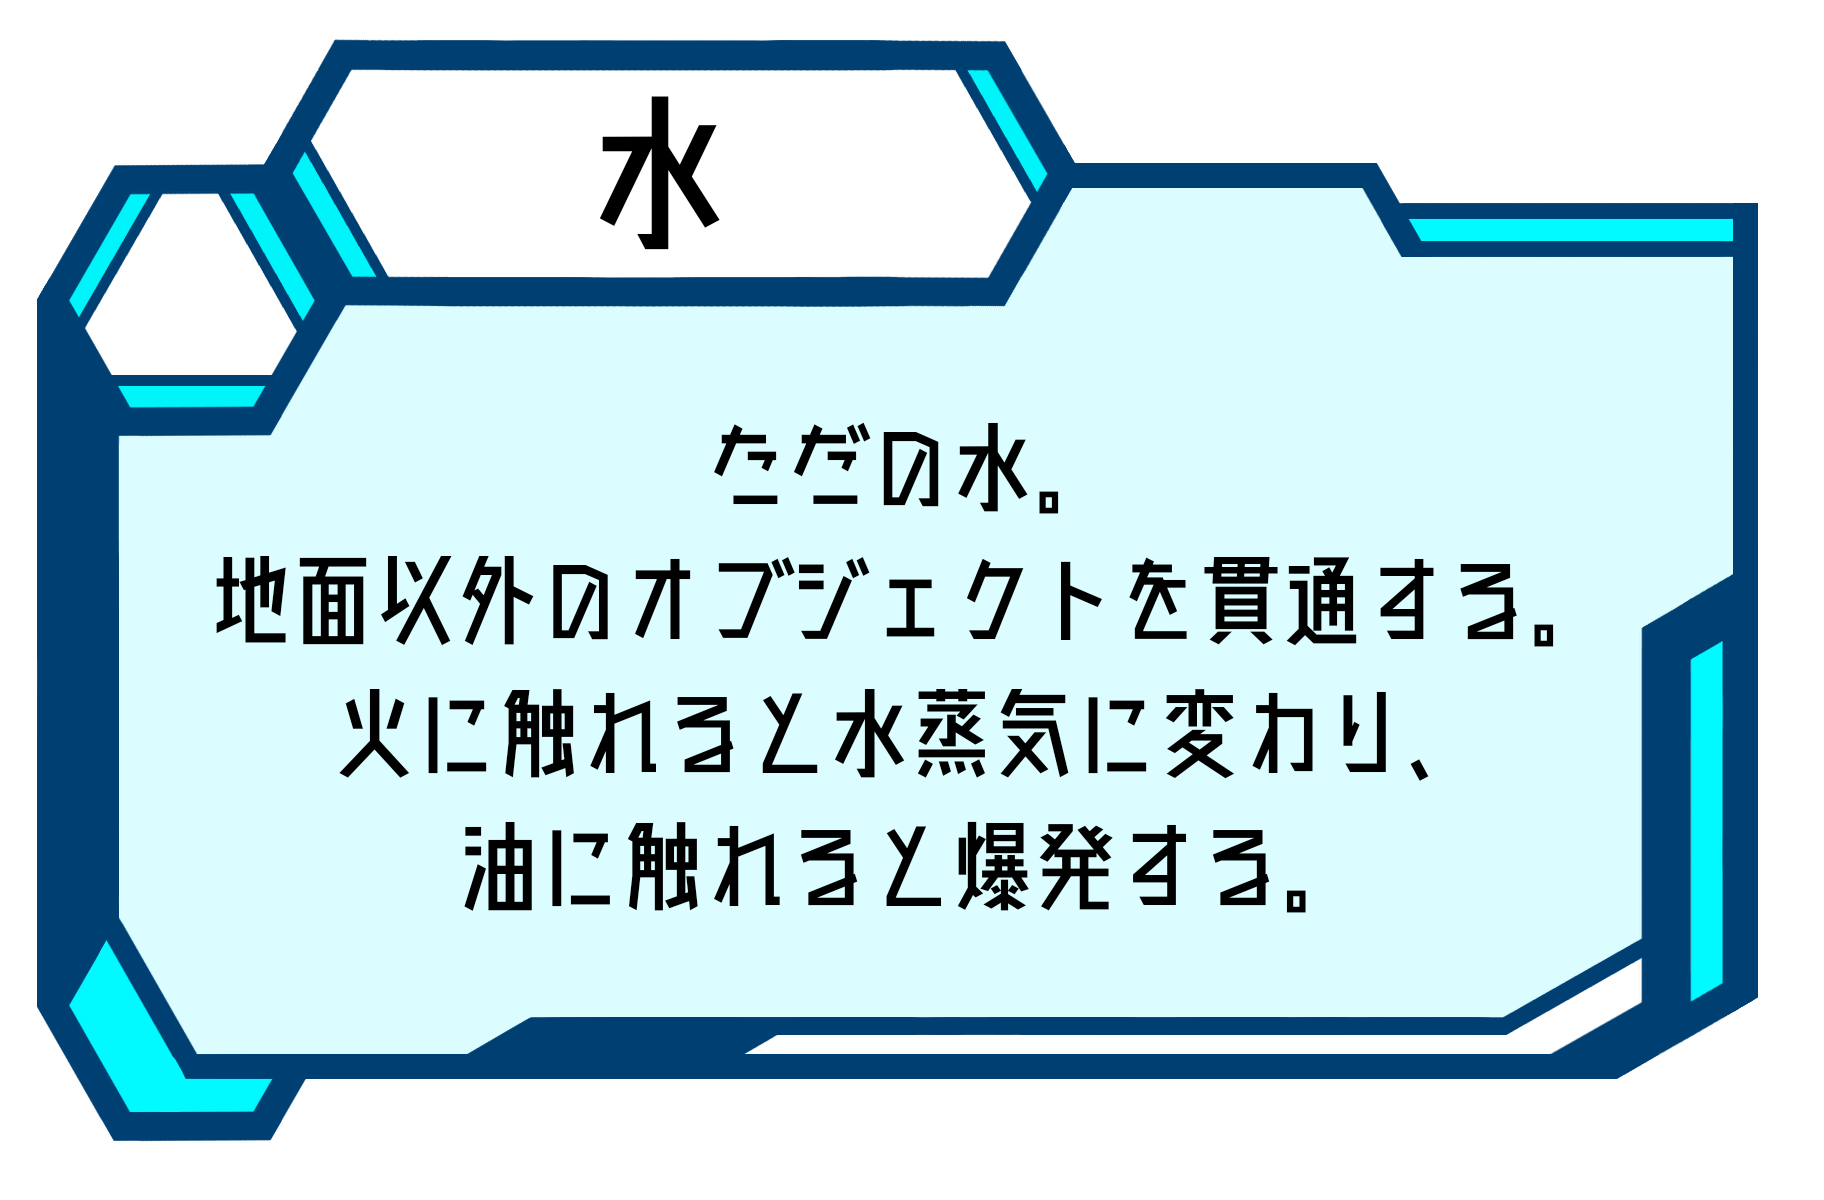 水
ただの水。
地面以外のオブジェクトを貫通する。
火に触れると水蒸気に変わり、
油に触れると爆発する。